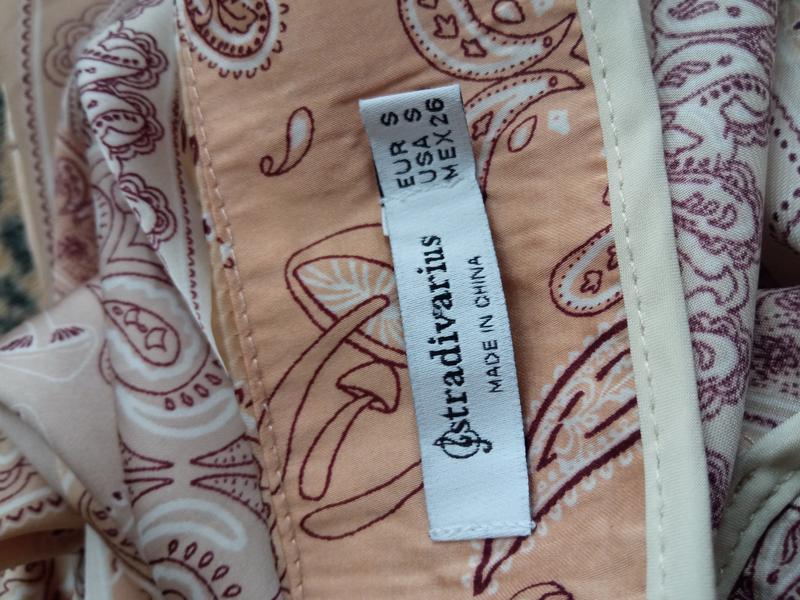 EUR S
USA S
MEX 26
stradivarius
MADE IN CHINA